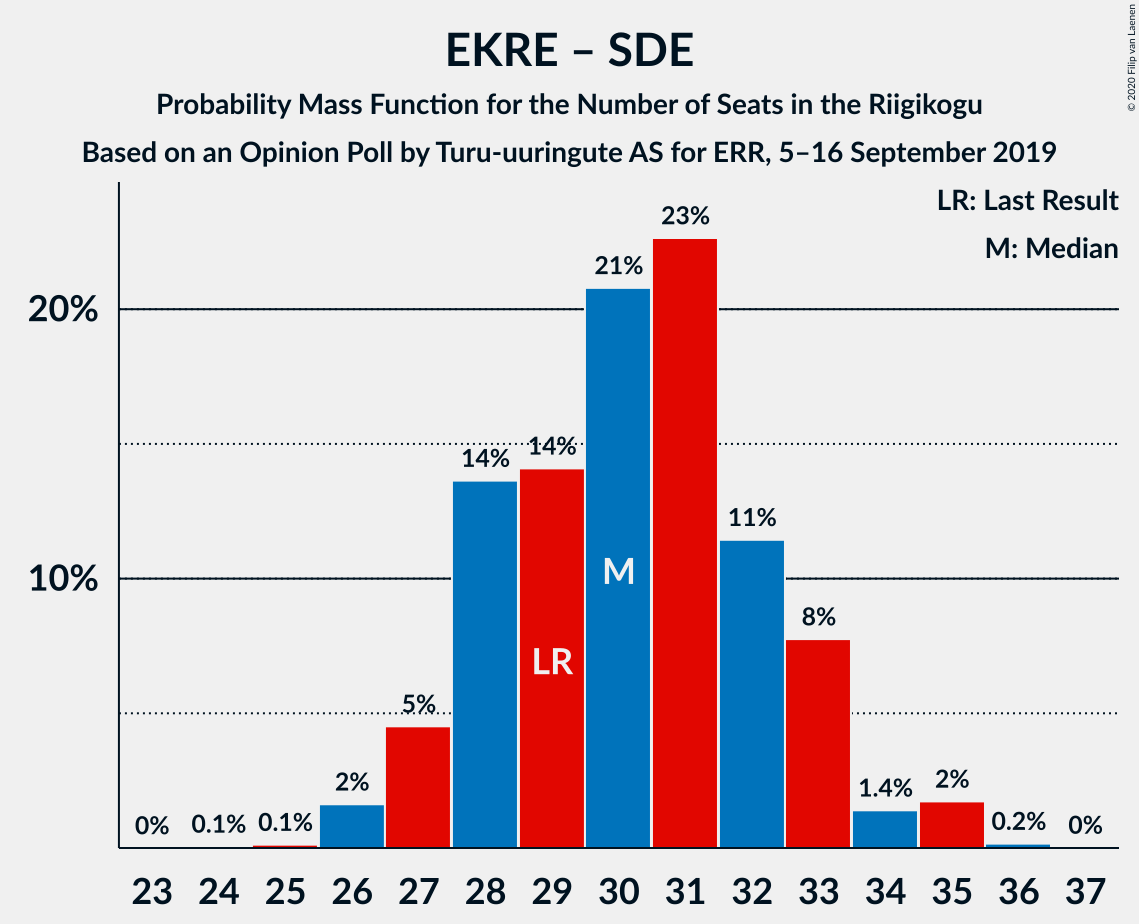 EKRE – SDE
Probability Mass Function for the Number of Seats in the Riigikogu
Based on an Opinion Poll by Turu-uuringute AS for ERR, 5–16 September 2019
© 2020 Filip van Laenen
LR: Last Result
M: Median
20%
10%
0%
0.1%
0.1%
2%
5%
14%
14%
21%
23%
11%
8%
1.4%
2%
0.2%
0%
LR
M
23 24 25 26 27 28 29 30 31 32 33 34 35 36 37